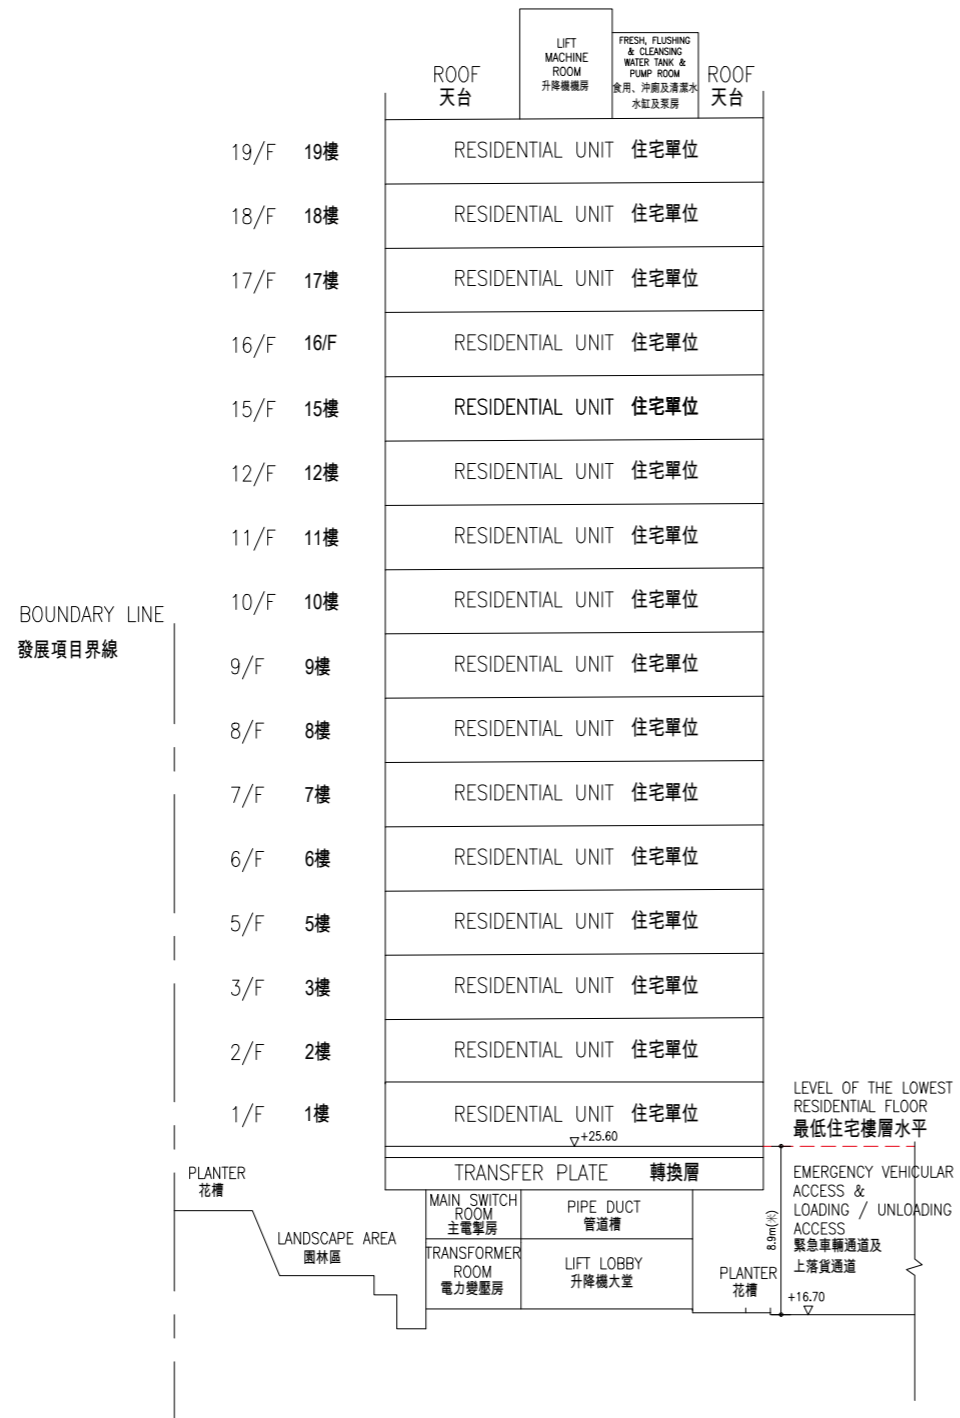 LIFT
MACHINE
ROOM
升降機機房
FRESH, FLUSHING
& CLEANSING
WATER TANK &
PUMP ROOM
食用、沖廁及清潔水
水缸及泵房
ROOF
天台
ROOF
天台
19/F 19樓 RESIDENTIAL UNIT 住宅單位
18/F 18樓 RESIDENTIAL UNIT 住宅單位
17/F 17樓 RESIDENTIAL UNIT 住宅單位
16/F 16/F RESIDENTIAL UNIT 住宅單位
15/F 15樓 RESIDENTIAL UNIT 住宅單位
12/F 12樓 RESIDENTIAL UNIT 住宅單位
11/F 11樓 RESIDENTIAL UNIT 住宅單位
10/F 10樓 RESIDENTIAL UNIT 住宅單位
BOUNDARY LINE
發展項目界線
9/F 9樓 RESIDENTIAL UNIT 住宅單位
8/F 8樓 RESIDENTIAL UNIT 住宅單位
7/F 7樓 RESIDENTIAL UNIT 住宅單位
6/F 6樓 RESIDENTIAL UNIT 住宅單位
5/F 5樓 RESIDENTIAL UNIT 住宅單位
3/F 3樓 RESIDENTIAL UNIT 住宅單位
2/F 2樓 RESIDENTIAL UNIT 住宅單位
1/F 1樓 RESIDENTIAL UNIT 住宅單位
+25.60
LEVEL OF THE LOWEST
RESIDENTIAL FLOOR
最低住宅樓層水平
TRANSFER PLATE 轉換層
PLANTER
花槽
LANDSCAPE AREA
園林區
MAIN SWITCH
ROOM
主電掣房
PIPE DUCT
管道槽
TRANSFORMER
ROOM
電力變壓房
LIFT LOBBY
升降機大堂
PLANTER
花槽
8.9m(米)
EMERGENCY VEHICULAR
ACCESS &
LOADING / UNLOADING
ACCESS
緊急車輛通道及
上落貨通道
+16.70